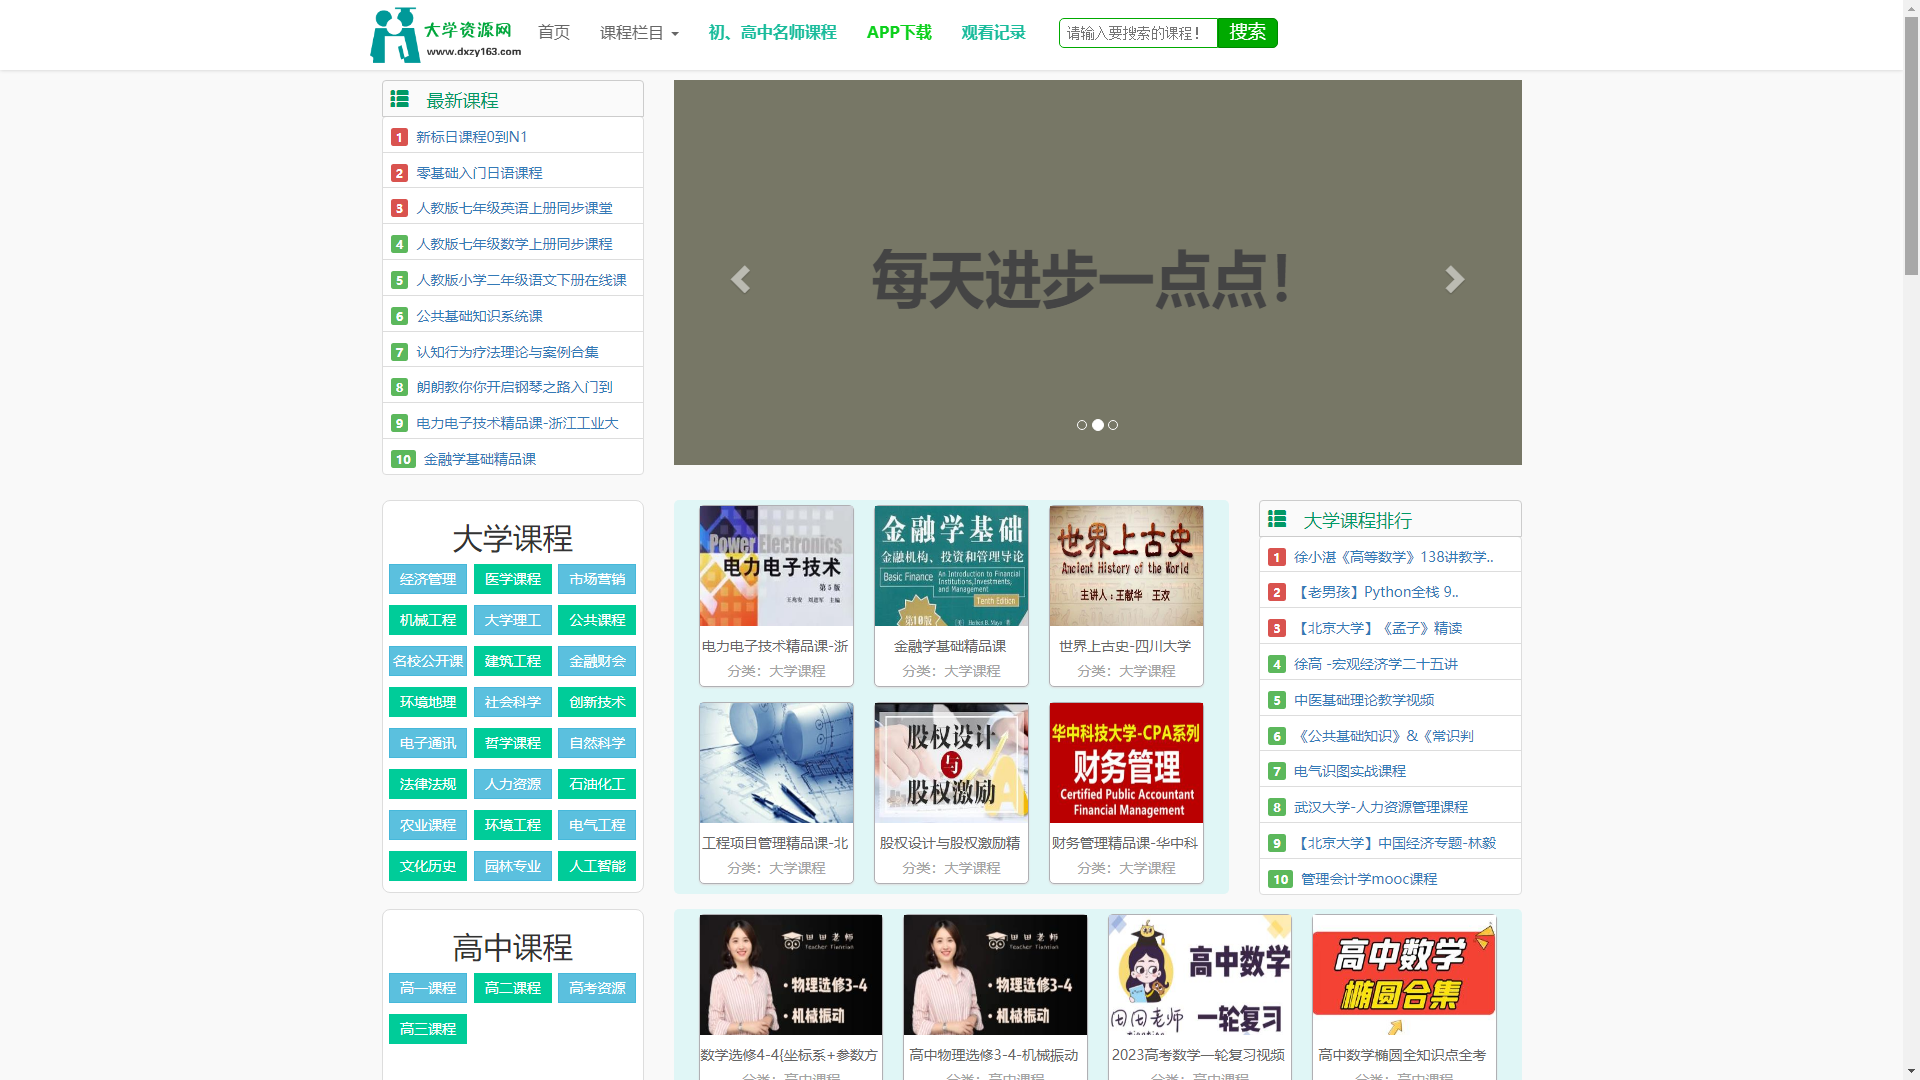 大学资源网
www.dxzy163.com
首页
课程栏目
初、高中名师课程
APP下载
观看记录
请输入要搜索的课程！
搜索
最新课程
1 新标日课程0到N1
2 零基础入门日语课程
3 人教版七年级英语上册同步课堂
4 人教版七年级数学上册同步课程
5 人教版小学二年级语文下册在线课
6 公共基础知识系统课
7 认知行为疗法理论与案例合集
8 朗朗教你你开启钢琴之路入门到
9 电力电子技术精品课-浙江工业大
10 金融学基础精品课
每天进步一点点！
大学课程
经济管理 医学课程 市场营销
机械工程 大学理工 公共课程
名校公开课 建筑工程 金融财会
环境地理 社会科学 创新技术
电子通讯 哲学课程 自然科学
法律法规 人力资源 石油化工
农业课程 环境工程 电气工程
文化历史 园林专业 人工智能
Power Electronics
电力电子技术
第5版
王兆安 刘进军 主编
电力电子技术精品课-浙
分类：大学课程
金融学基础
金融机构、投资和管理导论
Basic Finance An Introduction to Financial Institutions, Investments, and Management
Tenth Edition
第10版
金融学基础精品课
分类：大学课程
世界上古史
Ancient History of the World
主讲人：王献华 王欢
世界上古史-四川大学
分类：大学课程
工程项目管理精品课-北
分类：大学课程
股权设计
与
股权激励
股权设计与股权激励精
分类：大学课程
华中科技大学-CPA系列
财务管理
Certified Public Accountant
Financial Management
财务管理精品课-华中科
分类：大学课程
大学课程排行
1 徐小湛《高等数学》138讲教学..
2 【老男孩】Python全栈 9..
3 【北京大学】《孟子》精读
4 徐高 -宏观经济学二十五讲
5 中医基础理论教学视频
6 《公共基础知识》&《常识判
7 电气识图实战课程
8 武汉大学-人力资源管理课程
9 【北京大学】中国经济专题-林毅
10 管理会计学mooc课程
高中课程
高一课程 高二课程 高考资源
高三课程
田田老师
Teacher Tiantian
·物理选修3-4
·机械振动
数学选修4-4{坐标系+参数方
分类：高中课程
田田老师
Teacher Tiantian
·物理选修3-4
·机械振动
高中物理选修3-4-机械振动
分类：高中课程
高中数学
田田老师
一轮复习
2023高考数学一轮复习视频
分类：高中课程
高中数学
椭圆合集
高中数学椭圆全知识点全考
分类：高中课程